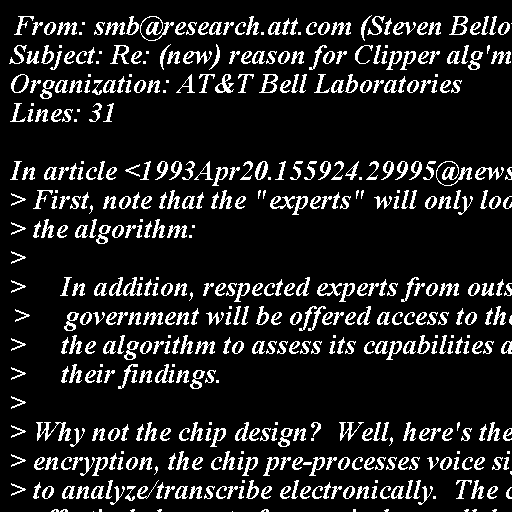 From: smb@research.att.com (Steven Bello
Subject: Re: (new) reason for Clipper alg'm
Organization: AT&T Bell Laboratories
Lines: 31

In article <1993Apr20.155924.29995@news
> First, note that the "experts" will only loo
> the algorithm:
>
>     In addition, respected experts from outs
>     government will be offered access to the
>     the algorithm to assess its capabilities a
>     their findings.
>
> Why not the chip design?  Well, here's the
> encryption, the chip pre-processes voice si
> to analyze/transcribe electronically.  The c